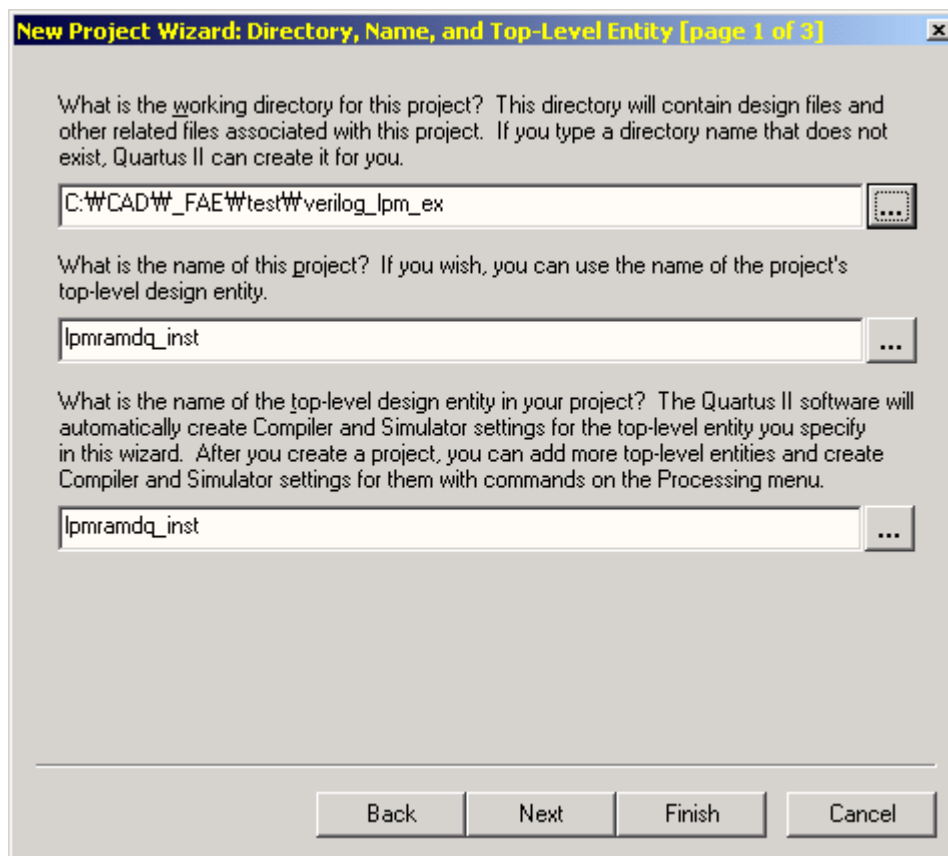 New Project Wizard: Directory, Name, and Top-Level Entity [page 1 of 3]
What is the working directory for this project? This directory will contain design files and
other related files associated with this project. If you type a directory name that does not
exist, Quartus II can create it for you.
C:₩CAD₩_FAE₩test₩verilog_lpm_ex
...
What is the name of this project? If you wish, you can use the name of the project's
top-level design entity.
lpmramdq_inst
...
What is the name of the top-level design entity in your project? The Quartus II software will
automatically create Compiler and Simulator settings for the top-level entity you specify
in this wizard. After you create a project, you can add more top-level entities and create
Compiler and Simulator settings for them with commands on the Processing menu.
lpmramdq_inst
...
Back Next Finish Cancel